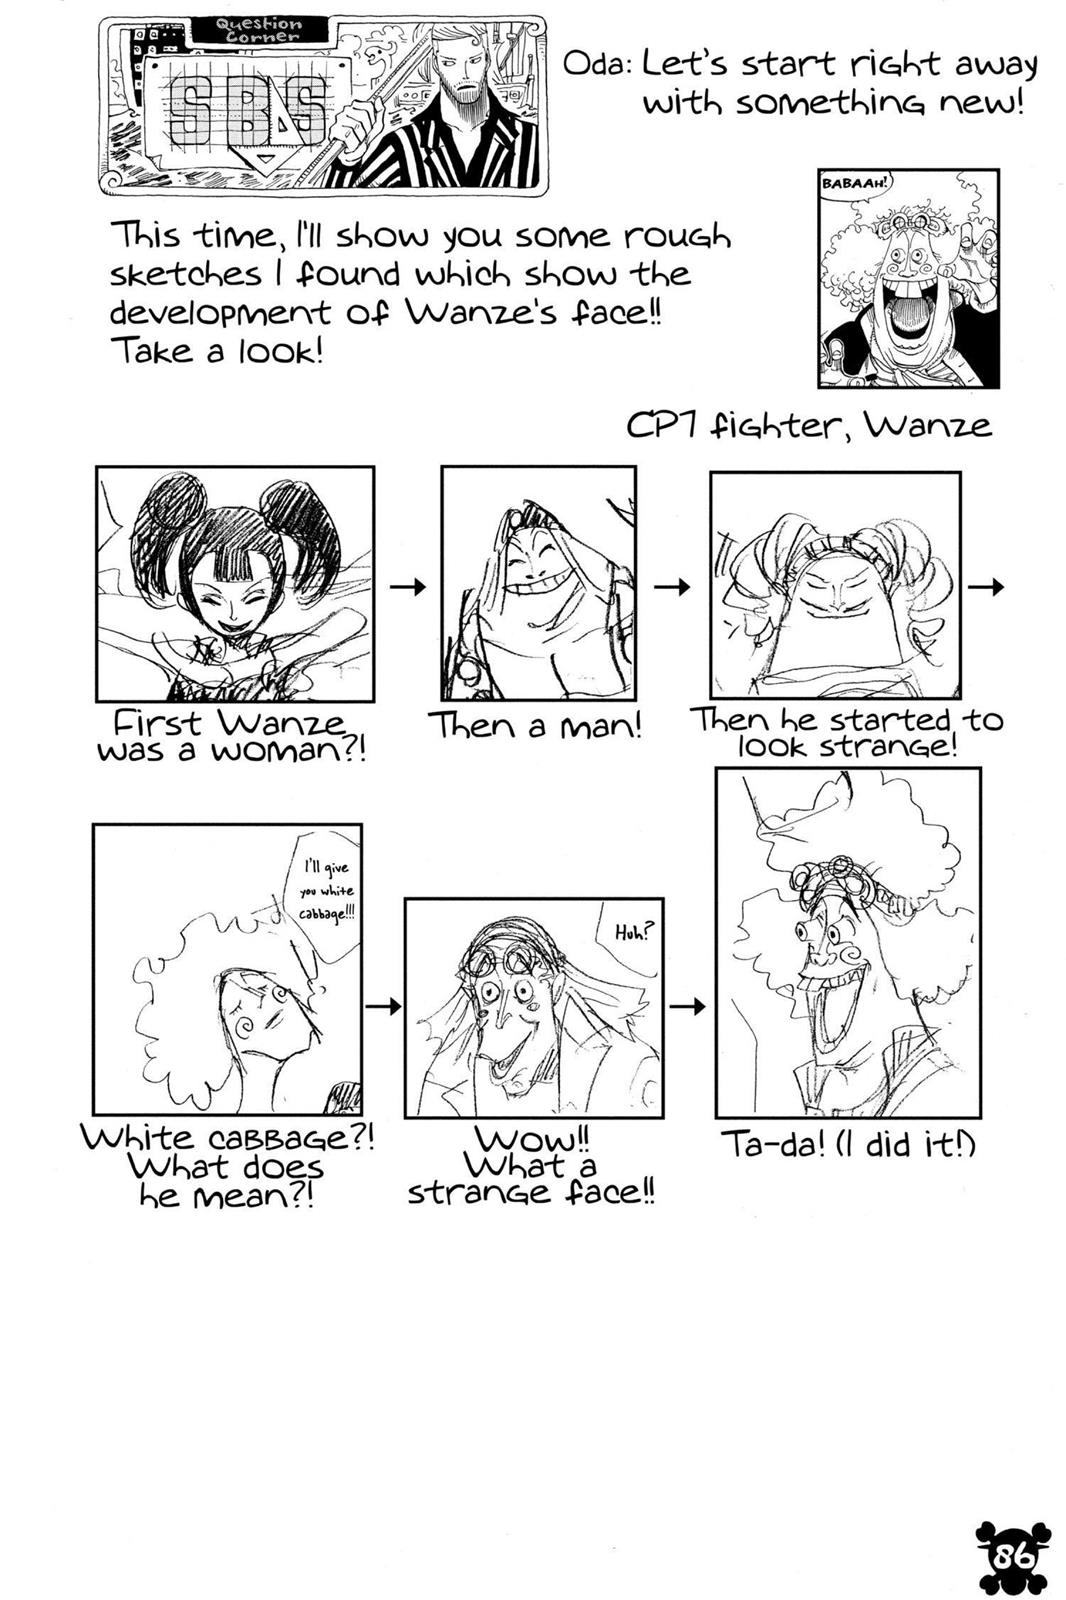 Question
Corner
SBS
Oda: Let's start right away
with something new!
This time, I'll show you some rough
sketches I found which show the
development of Wanze's face!!
Take a look!
BABAAH!
CP7 fighter, Wanze
First Wanze
was a woman?!
Then a man!
Then he started to
look strange!
I'll give
you white
cabbage!!!
White cabbage?!
What does
he mean?!
Huh?
Wow!!
What a
strange face!!
Ta-da! (I did it!)
86